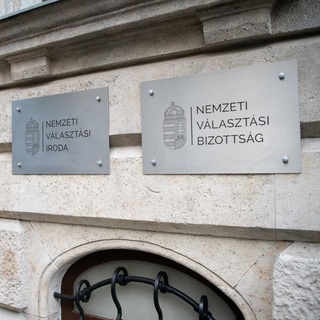 NEMZETI
VÁLASZTÁSI
IRODA
NEMZETI
VÁLASZTÁSI
BIZOTTSÁG